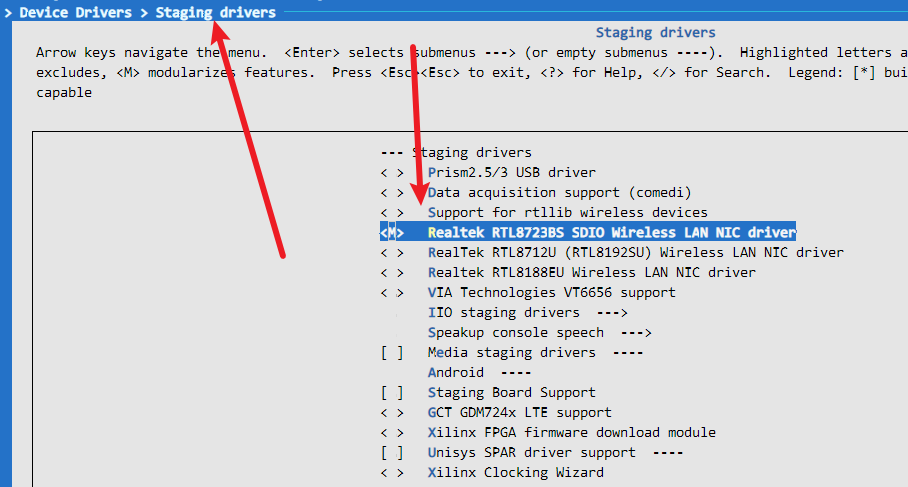 > Device Drivers > Staging drivers
Staging drivers
Arrow keys navigate the menu.  <Enter> selects submenus ---> (or empty submenus ----).  Highlighted letters a
excludes, <M> modularizes features.  Press <Esc><Esc> to exit, <?> for Help, </> for Search.  Legend: [*] bui
capable
--- Staging drivers
< >   Prism2.5/3 USB driver
< >   Data acquisition support (comedi)
< >   Support for rtllib wireless devices
<M>   Realtek RTL8723BS SDIO Wireless LAN NIC driver
< >   RealTek RTL8712U (RTL8192SU) Wireless LAN NIC driver
< >   Realtek RTL8188EU Wireless LAN NIC driver
< >   VIA Technologies VT6656 support
IIO staging drivers  --->
Speakup console speech  --->
[ ]   Media staging drivers  ----
Android  ----
[ ]   Staging Board Support
< >   GCT GDM724x LTE support
< >   Xilinx FPGA firmware download module
[ ]   Unisys SPAR driver support  ----
< >   Xilinx Clocking Wizard